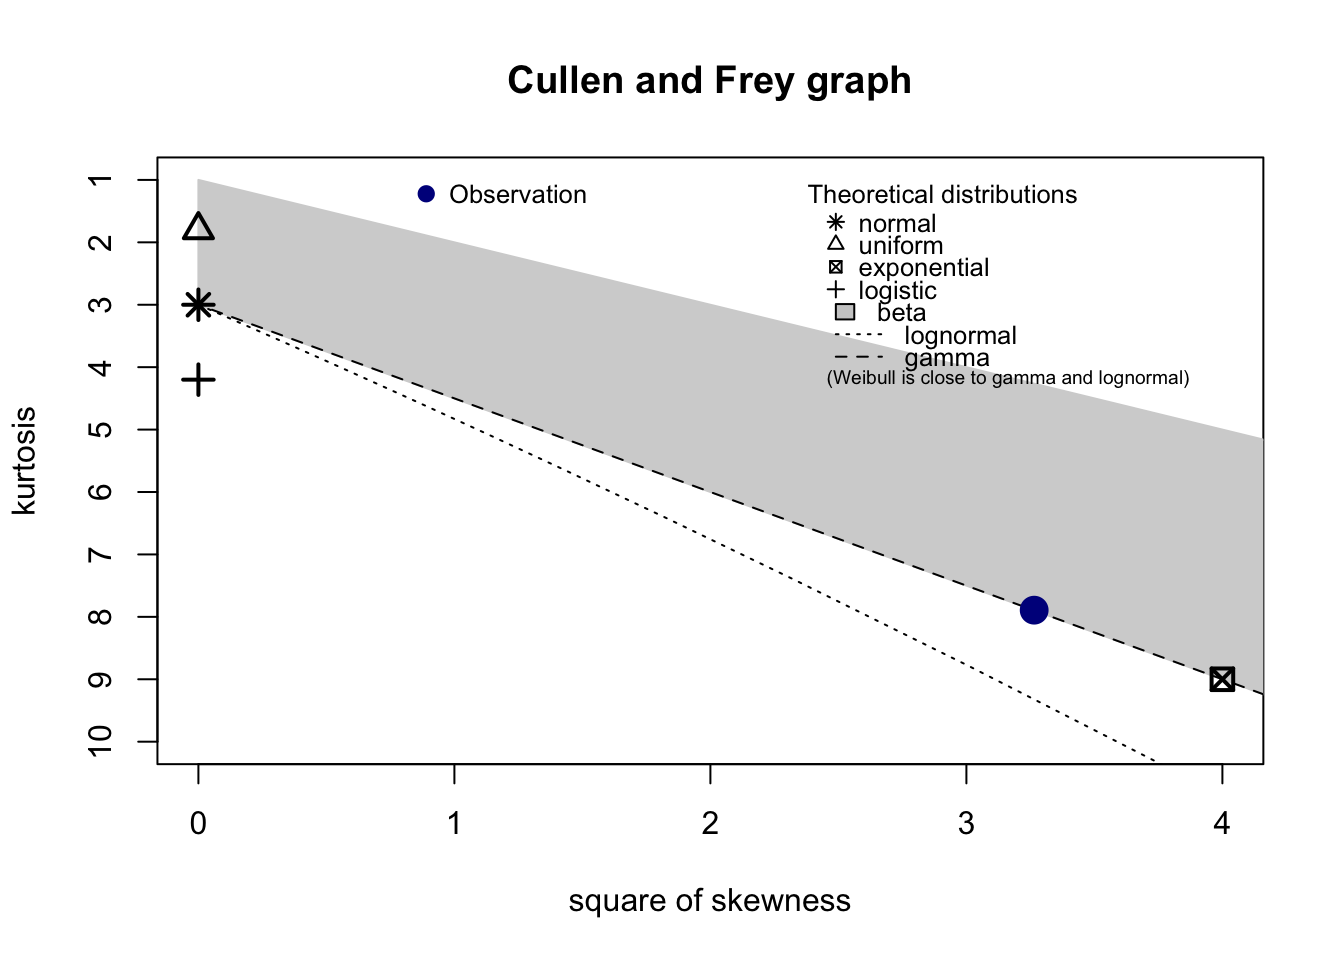 Cullen and Frey graph
Observation
Theoretical distributions
normal
uniform
exponential
logistic
beta
lognormal
gamma
(Weibull is close to gamma and lognormal)
kurtosis
1
2
3
4
5
6
7
8
9
10
0 1 2 3 4
square of skewness